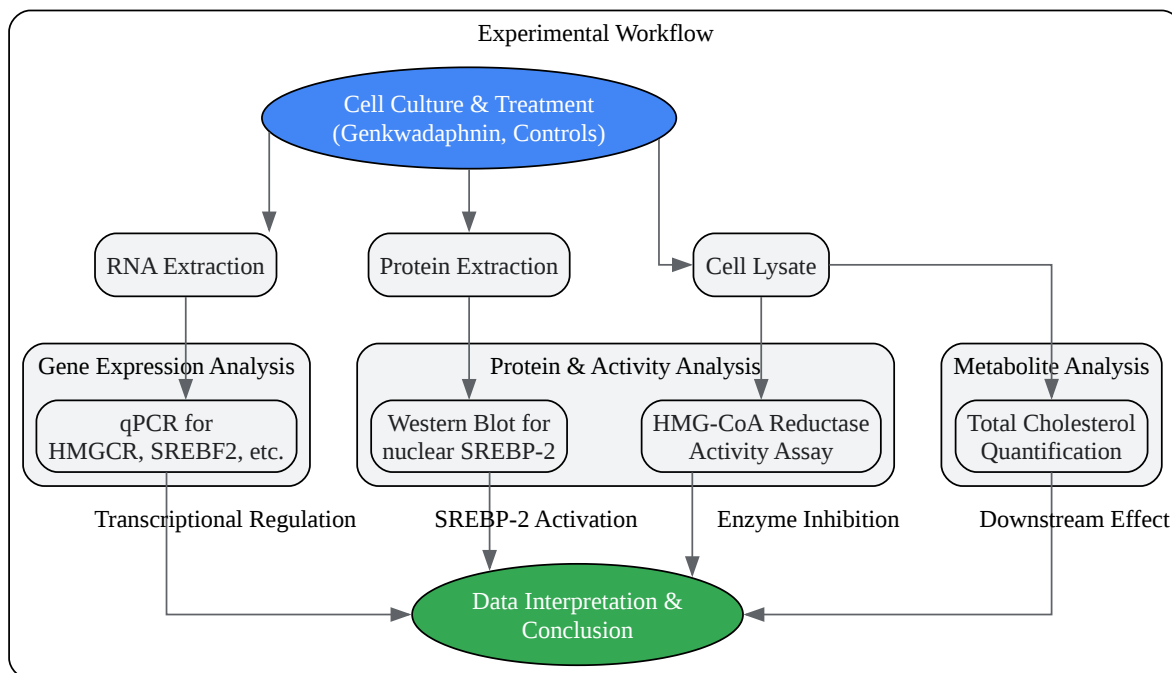 Experimental Workflow
Cell Culture & Treatment
(Genkwadaphnin, Controls)
RNA Extraction
Protein Extraction
Cell Lysate
Gene Expression Analysis
Protein & Activity Analysis
Metabolite Analysis
qPCR for
HMGCR, SREBF2, etc.
Western Blot for
nuclear SREBP-2
HMG-CoA Reductase
Activity Assay
Total Cholesterol
Quantification
Transcriptional Regulation
SREBP-2 Activation
Enzyme Inhibition
Downstream Effect
Data Interpretation &
Conclusion